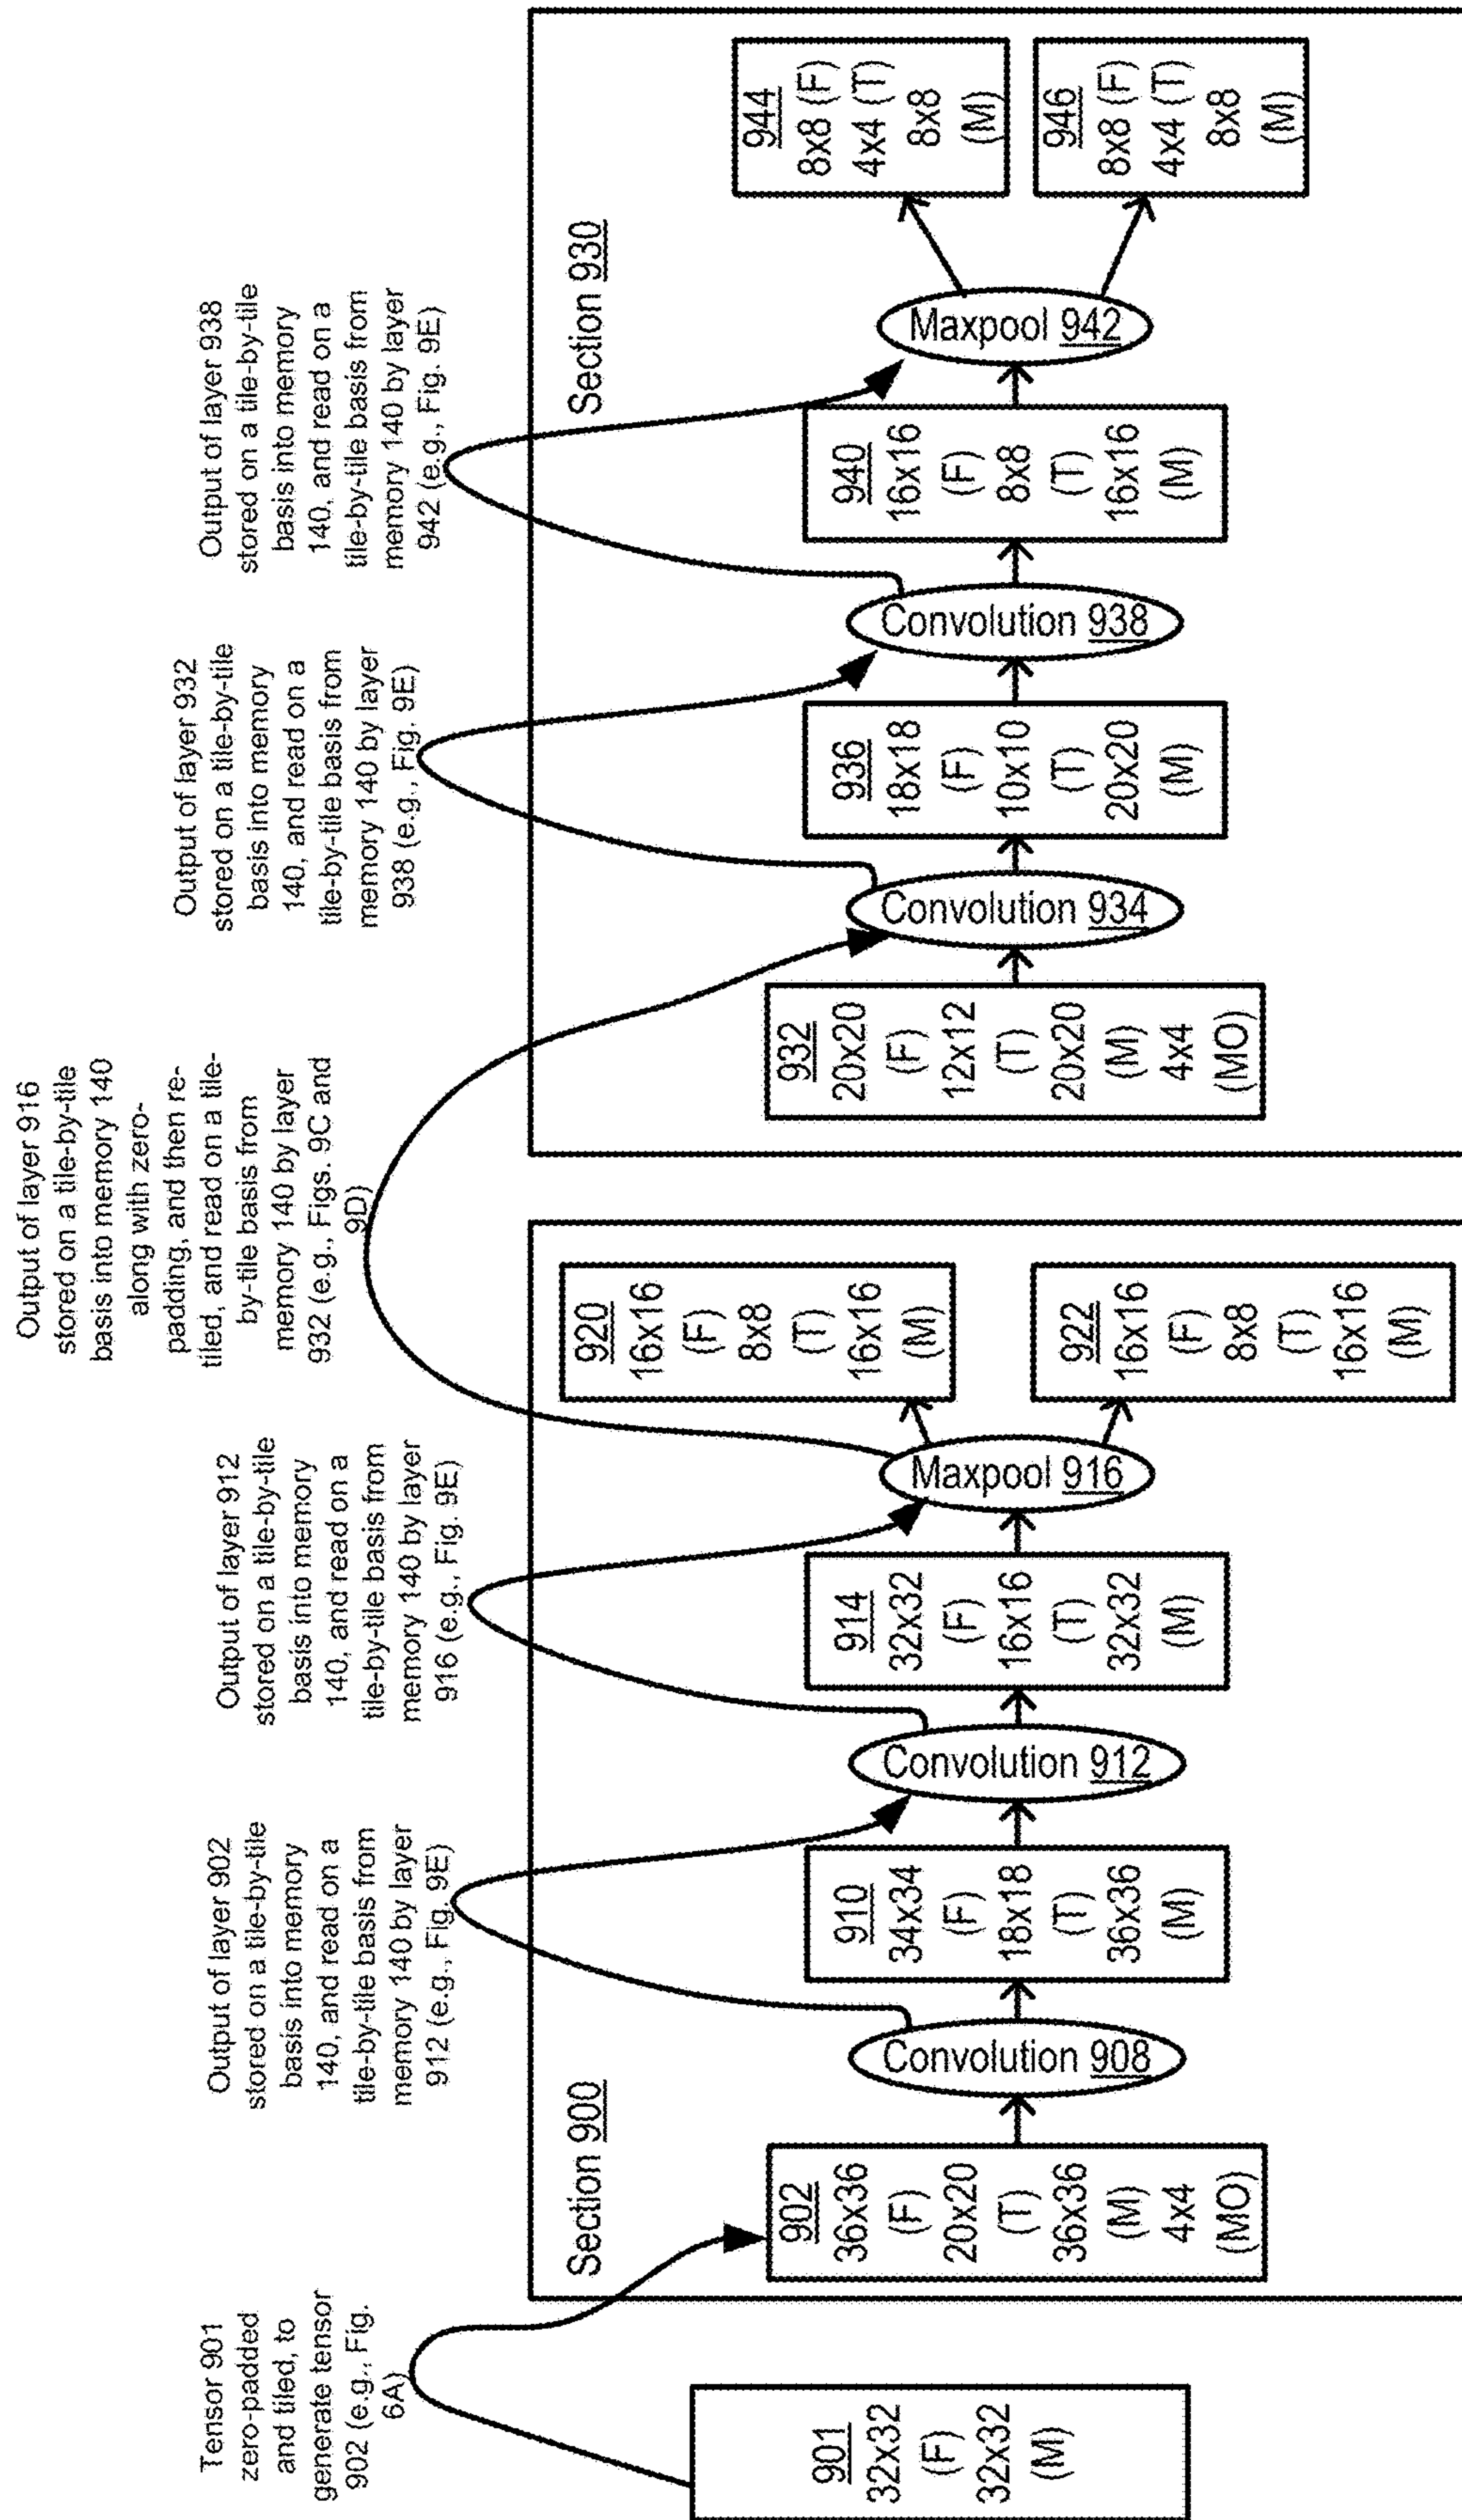 Tensor 901
zero-padded
and tiled, to
generate tensor
902 (e.g., Fig.
6A)
Output of layer 902
stored on a tile-by-tile
basis into memory
140, and read on a
tile-by-tile basis from
memory 140 by layer
912 (e.g., Fig. 9E)
Output of layer 912
stored on a tile-by-tile
basis into memory
140, and read on a
tile-by-tile basis from
memory 140 by layer
916 (e.g., Fig. 9E)
Output of layer 916
stored on a tile-by-tile
basis into memory 140
along with zero-
padding, and then re-
tiled, and read on a tile-
by-tile basis from
memory 140 by layer
932 (e.g., Figs. 9C and
9D)
Output of layer 932
stored on a tile-by-tile
basis into memory
140, and read on a
tile-by-tile basis from
memory 140 by layer
938 (e.g., Fig. 9E)
Output of layer 938
stored on a tile-by-tile
basis into memory
140, and read on a
tile-by-tile basis from
memory 140 by layer
942 (e.g., Fig. 9E)
901
32x32
(F)
32x32
(M)
Section 900
902
36x36
(F)
20x20
(T)
36x36
(M)
4x4
(MO)
Convolution 908
910
34x34
(F)
18x18
(T)
36x36
(M)
Convolution 912
914
32x32
(F)
16x16
(T)
32x32
(M)
Maxpool 916
920
16x16
(F)
8x8
(T)
16x16
(M)
922
16x16
(F)
8x8
(T)
16x16
(M)
Section 930
932
20x20
(F)
12x12
(T)
20x20
(M)
4x4
(MO)
Convolution 934
936
18x18
(F)
10x10
(T)
20x20
(M)
Convolution 938
940
16x16
(F)
8x8
(T)
16x16
(M)
Maxpool 942
944
8x8 (F)
4x4 (T)
8x8
(M)
946
8x8 (F)
4x4 (T)
8x8
(M)